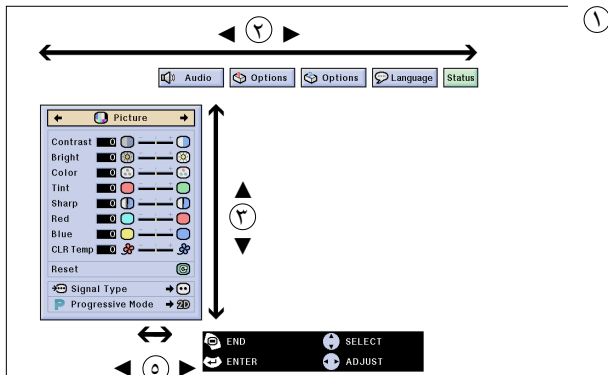 ١
◀ ٢ ▶
Audio Options Options Language Status
Picture
Contrast 0
Bright 0
Color 0
Tint 0
Sharp 0
Red 0
Blue 0
CLR Temp 0
Reset
Signal Type
P Progressive Mode 2D
▲
٣
▼
◀ ٥ ▶
END SELECT
ENTER ADJUST